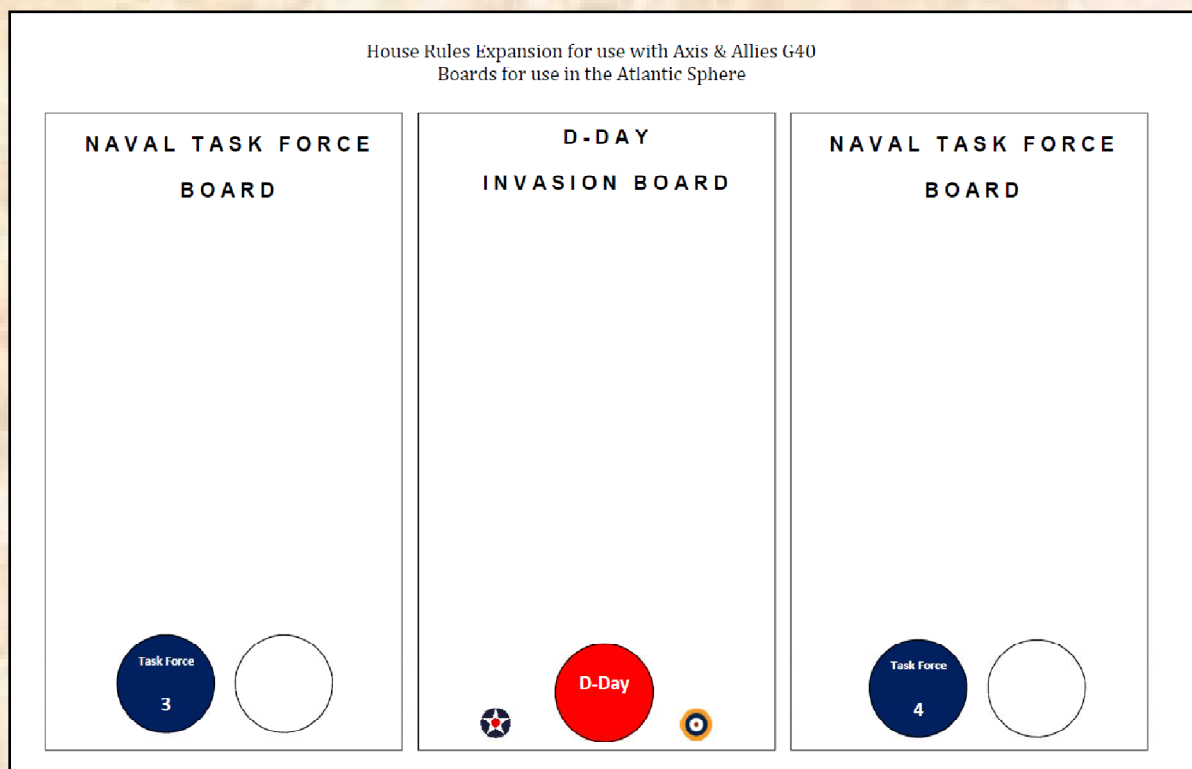 House Rules Expansion for use with Axis & Allies G40
Boards for use in the Atlantic Sphere
NAVAL TASK FORCE
BOARD
Task Force
3
D-DAY
INVASION BOARD
D-Day
NAVAL TASK FORCE
BOARD
Task Force
4